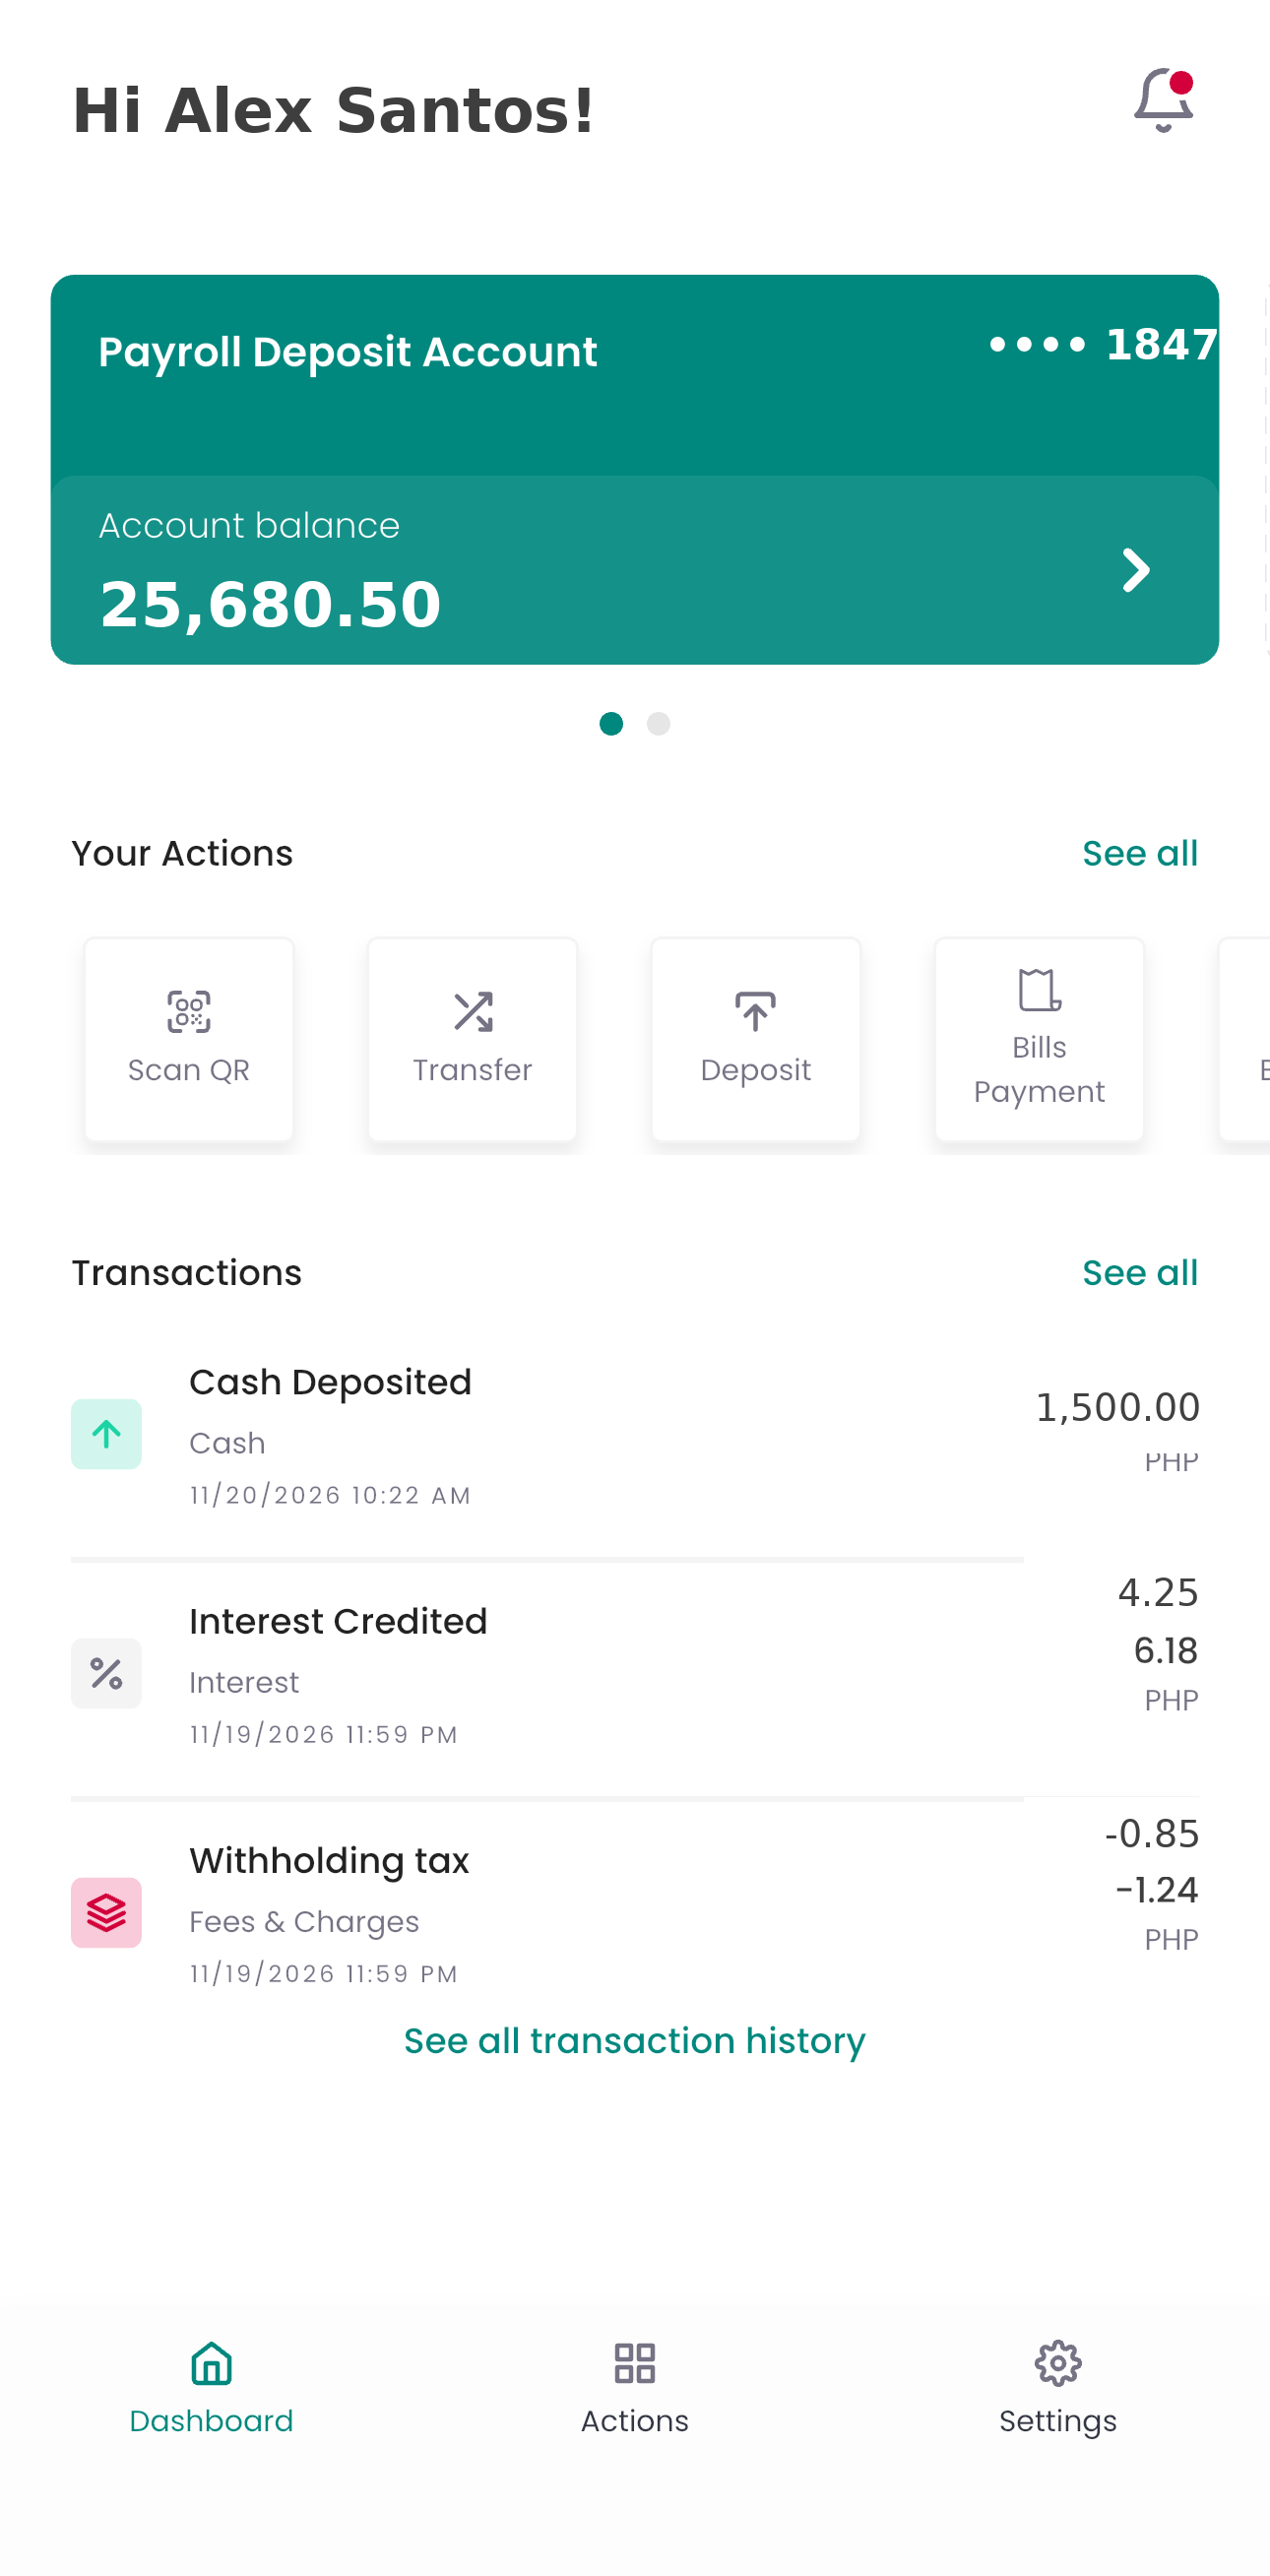 Hi Alex Santos!
Payroll Deposit Account •••• 1847
Account balance
25,680.50
Your Actions See all
Scan QR
Transfer
Deposit
Bills
Payment
Transactions See all
Cash Deposited
1,500.00
Cash
PHP
11/20/2026 10:22 AM
4.25
Interest Credited
6.18
Interest
PHP
11/19/2026 11:59 PM
-0.85
Withholding tax
-1.24
Fees & Charges
PHP
11/19/2026 11:59 PM
See all transaction history
Dashboard
Actions
Settings